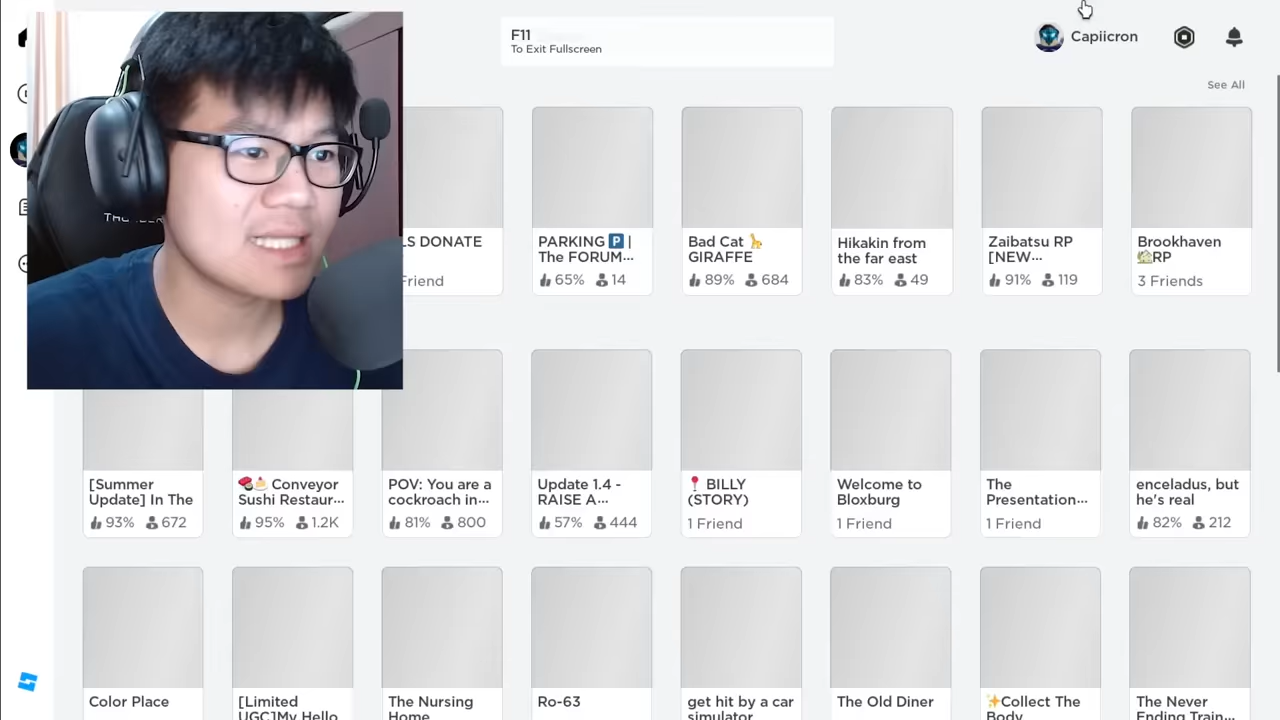 F11
To Exit Fullscreen
Capiicron
See All
LS DONATE
Friend
PARKING 🅿️ |
The FORUM...
65% 14
Bad Cat 🦒
GIRAFFE
89% 684
Hikakin from
the far east
83% 49
Zaibatsu RP
[NEW...
91% 119
Brookhaven
🏡RP
3 Friends
[Summer
Update] In The
93% 672
🍣🍰 Conveyor
Sushi Restaur...
95% 1.2K
POV: You are a
cockroach in...
81% 800
Update 1.4 -
RAISE A...
57% 444
📍 BILLY
(STORY)
1 Friend
Welcome to
Bloxburg
1 Friend
The
Presentation...
1 Friend
enceladus, but
he's real
82% 212
Color Place
[Limited
UGC]My Hello
The Nursing
Home
Ro-63
get hit by a car
simulator
The Old Diner
✨Collect The
Body
The Never
Ending Train...